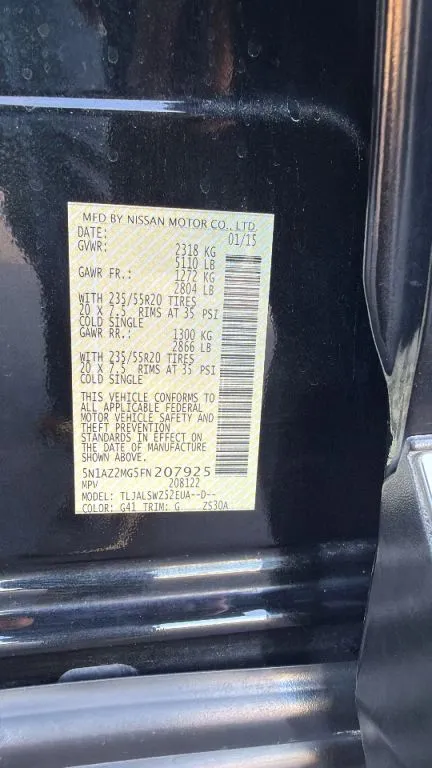 MFD BY NISSAN MOTOR CO., LTD.
DATE: 01/15
GVWR: 2318 KG
5110 LB
GAWR FR.: 1272 KG
2804 LB
WITH 235/55R20 TIRES
20 X 7.5 RIMS AT 35 PSI
COLD SINGLE
GAWR RR.: 1300 KG
2866 LB
WITH 235/55R20 TIRES
20 X 7.5 RIMS AT 35 PSI
COLD SINGLE
THIS VEHICLE CONFORMS TO
ALL APPLICABLE FEDERAL
MOTOR VEHICLE SAFETY AND
THEFT PREVENTION
STANDARDS IN EFFECT ON
THE DATE OF MANUFACTURE
SHOWN ABOVE.
5N1AZ2MG5FN207925
MPV 208122
MODEL: TLJALSWZ52EUA--D--
COLOR: G41 TRIM: G Z530A